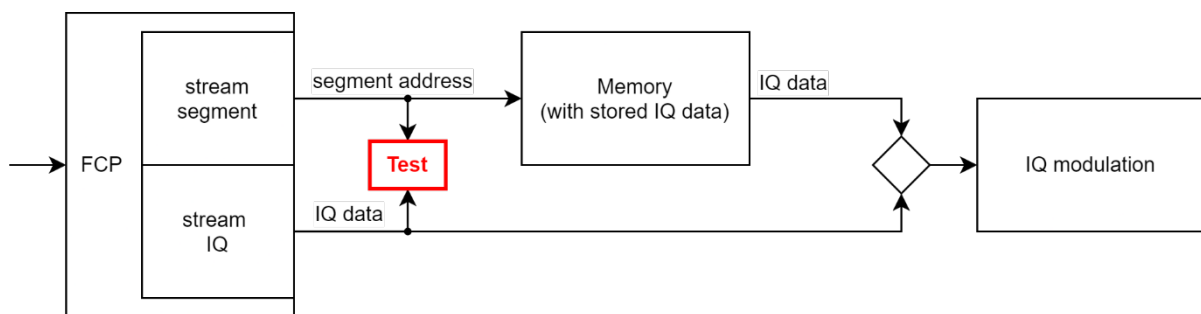 FCP
stream
segment
segment address
Memory
(with stored IQ data)
IQ data
Test
stream
IQ
IQ data
IQ modulation